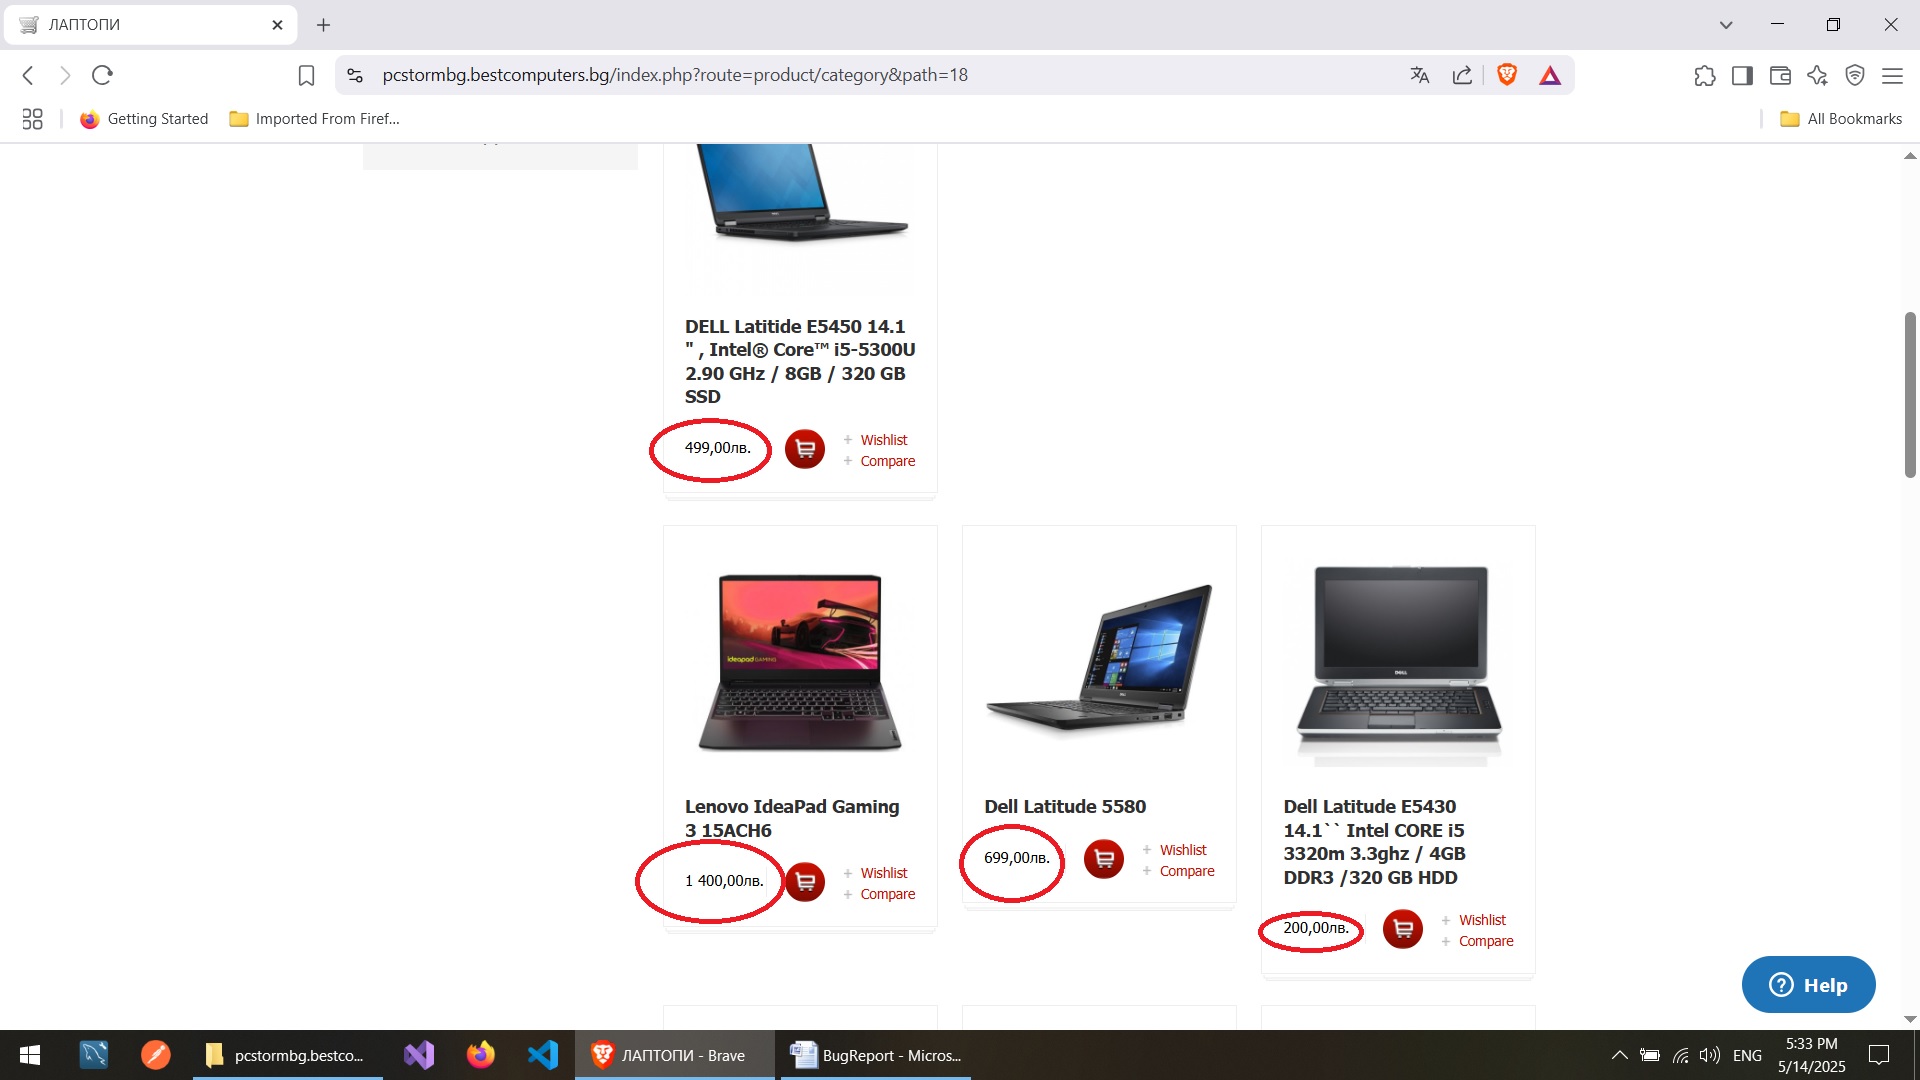 ЛАПТОПИ
pcstormbg.bestcomputers.bg/index.php?route=product/category&path=18
Getting Started
Imported From Firef...
All Bookmarks
DELL Latitide E5450 14.1
" , Intel® Core™ i5-5300U
2.90 GHz / 8GB / 320 GB
SSD
499,00лв.
+ Wishlist
+ Compare
ideapad GAMING
DELL
Lenovo IdeaPad Gaming
3 15ACH6
1 400,00лв.
+ Wishlist
+ Compare
Dell Latitude 5580
699,00лв.
+ Wishlist
+ Compare
Dell Latitude E5430
14.1`` Intel CORE i5
3320m 3.3ghz / 4GB
DDR3 /320 GB HDD
200,00лв.
+ Wishlist
+ Compare
Help
pcstormbg.bestco...
ЛАПТОПИ - Brave
BugReport - Micros...
ENG
5:33 PM
5/14/2025